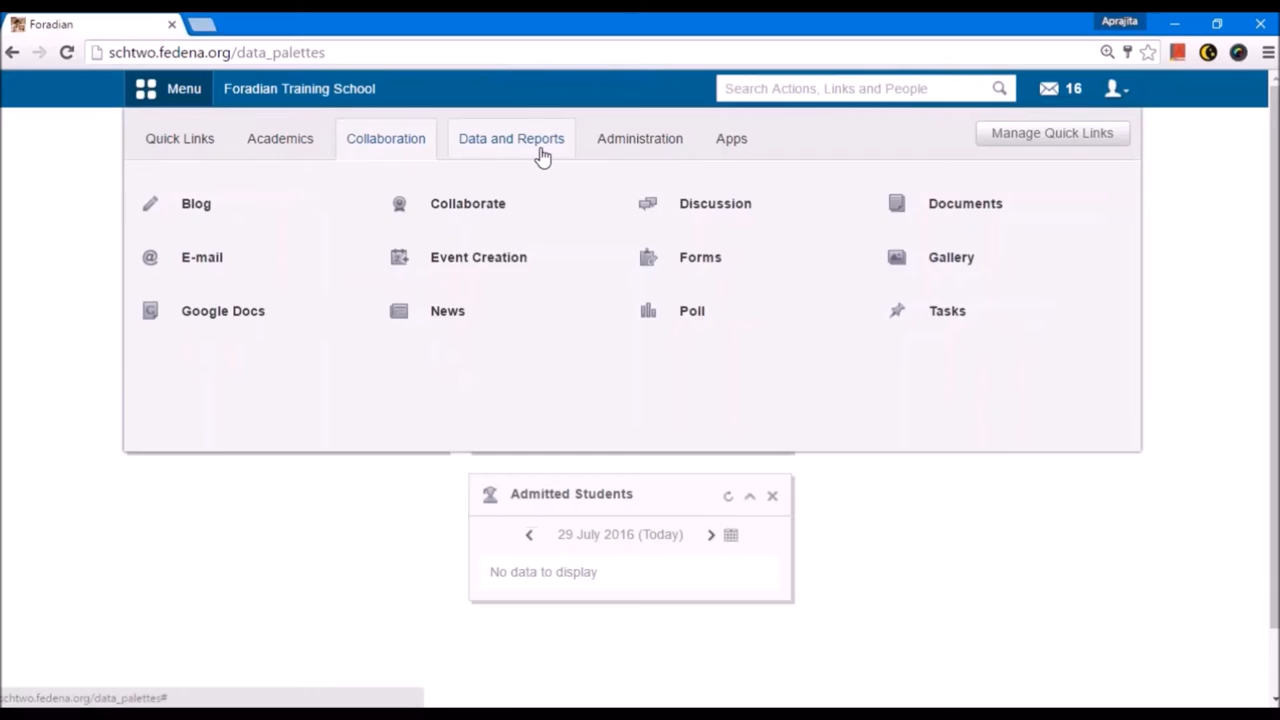 Foradian
Aprajita
schtwo.fedena.org/data_palettes
Menu Foradian Training School Search Actions, Links and People 16
Quick Links Academics Collaboration Data and Reports Administration Apps Manage Quick Links
Blog Collaborate Discussion Documents
E-mail Event Creation Forms Gallery
Google Docs News Poll Tasks
Admitted Students
29 July 2016 (Today)
No data to display
schtwo.fedena.org/data_palettes#